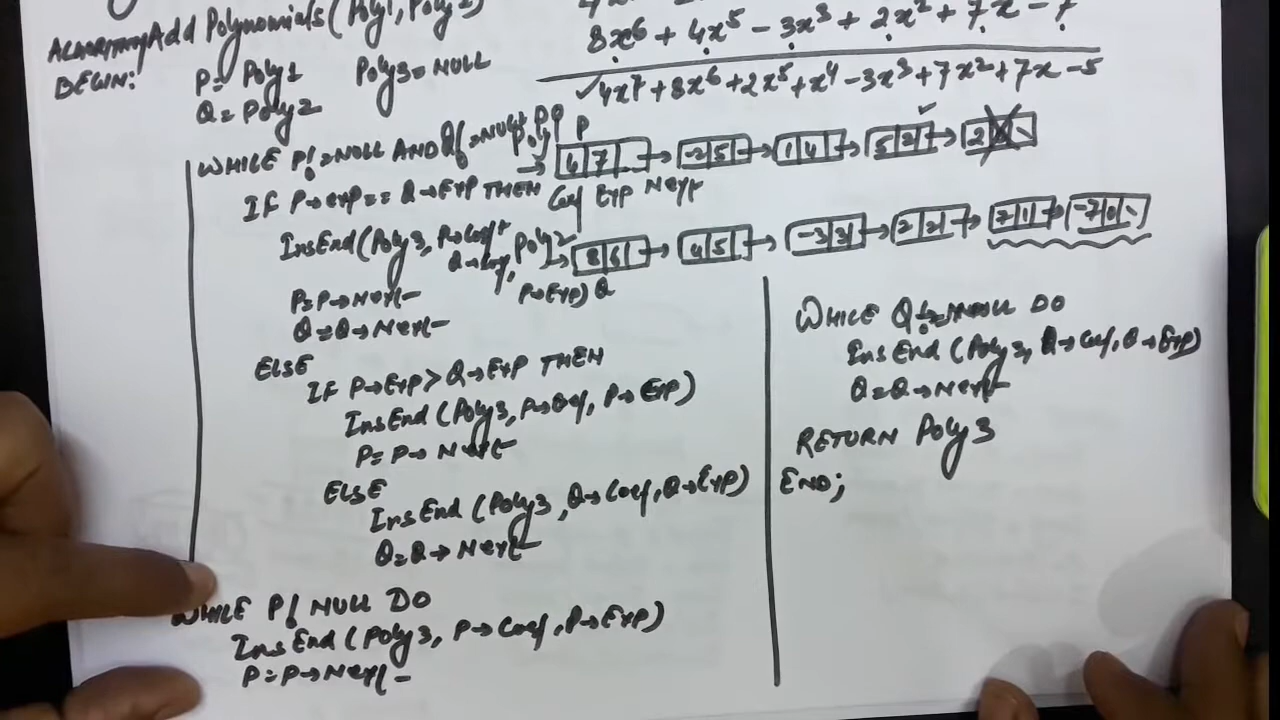 ALGORITHM Add Polynomials (Poly1, Poly2)
BEGIN:
P = Poly1 Poly3 = NULL
Q = Poly2
WHILE P!=NULL AND Q!=NULL DO
IF P→exp == Q→Exp THEN
InsEnd (Poly3, P→Coef +
Q→Coef,
P→Exp)
P=P→Next
Q=Q→Next
ELSE
IF P→Exp > Q→Exp THEN
InsEnd (Poly3, P→Coef, P→Exp)
P= P→ Next
ELSE
InsEnd (Poly3, Q→Coef, Q→Exp)
Q=Q→ Next
WHILE P! NULL DO
InsEnd (Poly3, P→Coef, P→Exp)
P=P→Next
8x⁶ + 4x⁵ - 3x³ + 2x² + 7x - 7
✓4x⁷ + 8x⁶ + 2x⁵ + x⁴ - 3x³ + 7x² + 7x - 5
P
Poly1 → 4 7 → -2 5 → 1 4 → 5 2 → 2
Coef Exp Next
Poly2 → 8 6 → 4 5 → -3 3 → 2 2 → 7 1 → -7 0
Q
WHILE Q!=NULL DO
InsEnd (Poly3, Q→Coef, Q→Exp)
Q=Q→Next
RETURN Poly3
END;